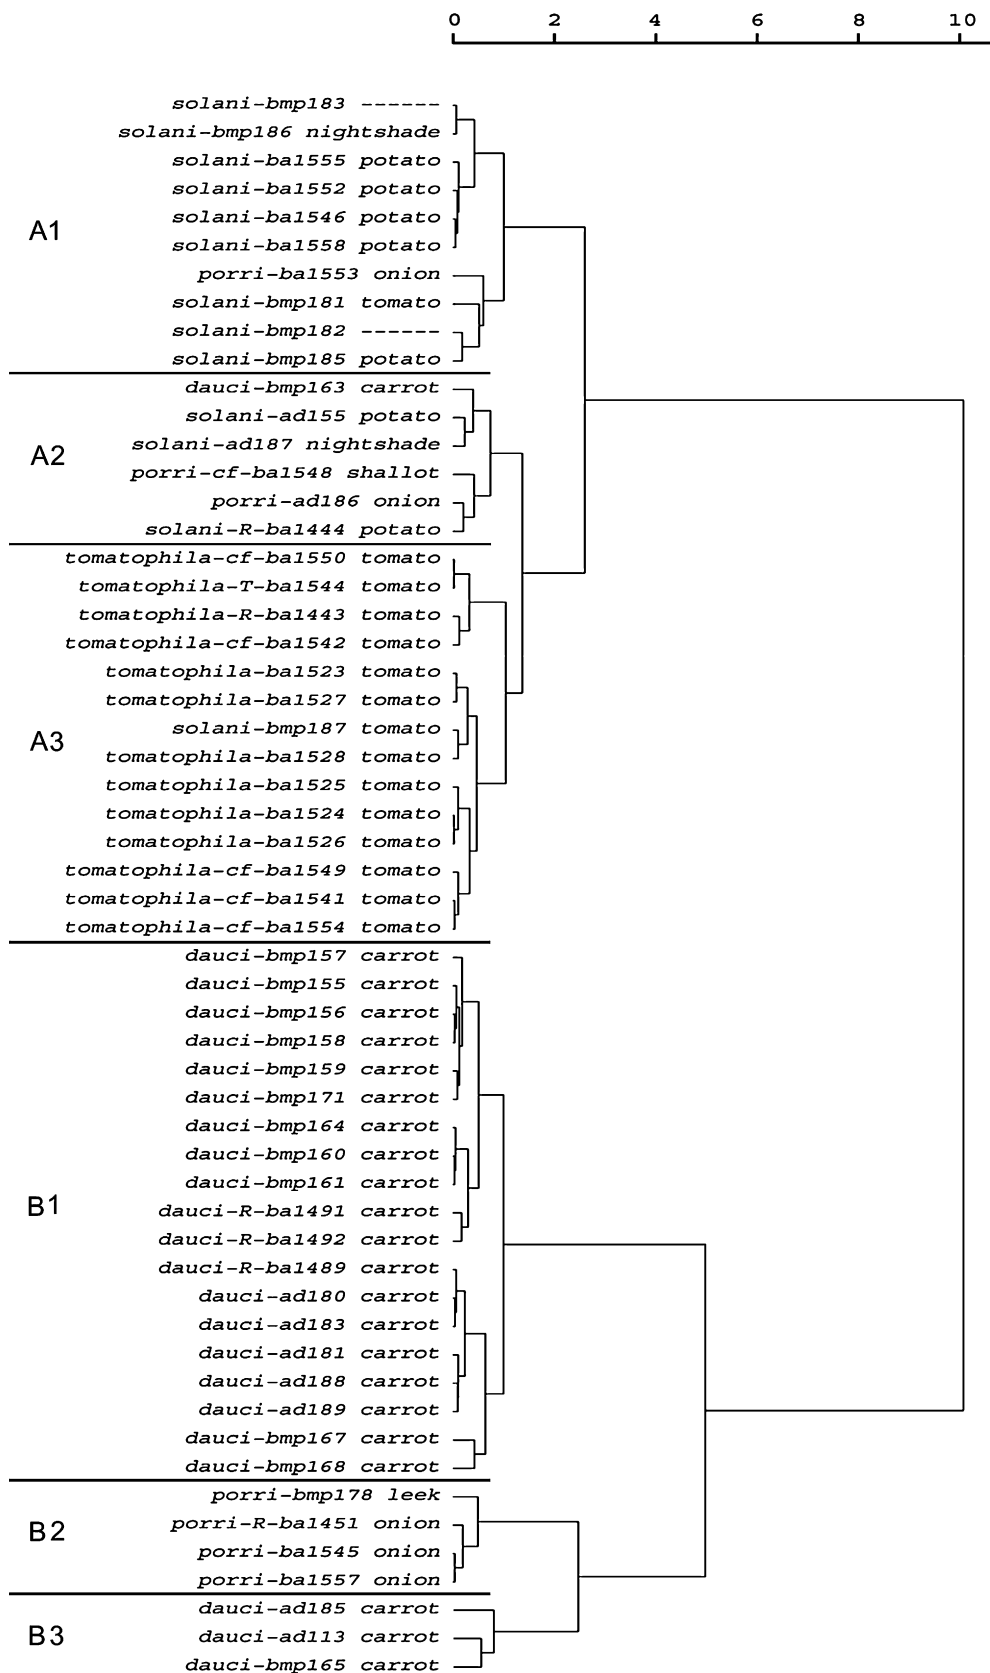 0 2 4 6 8 10
solani-bmp183 ------
solani-bmp186 nightshade
solani-ba1555 potato
solani-ba1552 potato
solani-ba1546 potato
A1
solani-ba1558 potato
porri-ba1553 onion
solani-bmp181 tomato
solani-bmp182 ------
solani-bmp185 potato
dauci-bmp163 carrot
solani-ad155 potato
solani-ad187 nightshade
A2
porri-cf-ba1548 shallot
porri-ad186 onion
solani-R-ba1444 potato
tomatophila-cf-ba1550 tomato
tomatophila-T-ba1544 tomato
tomatophila-R-ba1443 tomato
tomatophila-cf-ba1542 tomato
tomatophila-ba1523 tomato
tomatophila-ba1527 tomato
solani-bmp187 tomato
A3
tomatophila-ba1528 tomato
tomatophila-ba1525 tomato
tomatophila-ba1524 tomato
tomatophila-ba1526 tomato
tomatophila-cf-ba1549 tomato
tomatophila-cf-ba1541 tomato
tomatophila-cf-ba1554 tomato
dauci-bmp157 carrot
dauci-bmp155 carrot
dauci-bmp156 carrot
dauci-bmp158 carrot
dauci-bmp159 carrot
dauci-bmp171 carrot
dauci-bmp164 carrot
dauci-bmp160 carrot
dauci-bmp161 carrot
B1
dauci-R-ba1491 carrot
dauci-R-ba1492 carrot
dauci-R-ba1489 carrot
dauci-ad180 carrot
dauci-ad183 carrot
dauci-ad181 carrot
dauci-ad188 carrot
dauci-ad189 carrot
dauci-bmp167 carrot
dauci-bmp168 carrot
porri-bmp178 leek
porri-R-ba1451 onion
B2
porri-ba1545 onion
porri-ba1557 onion
dauci-ad185 carrot
B3
dauci-ad113 carrot
dauci-bmp165 carrot